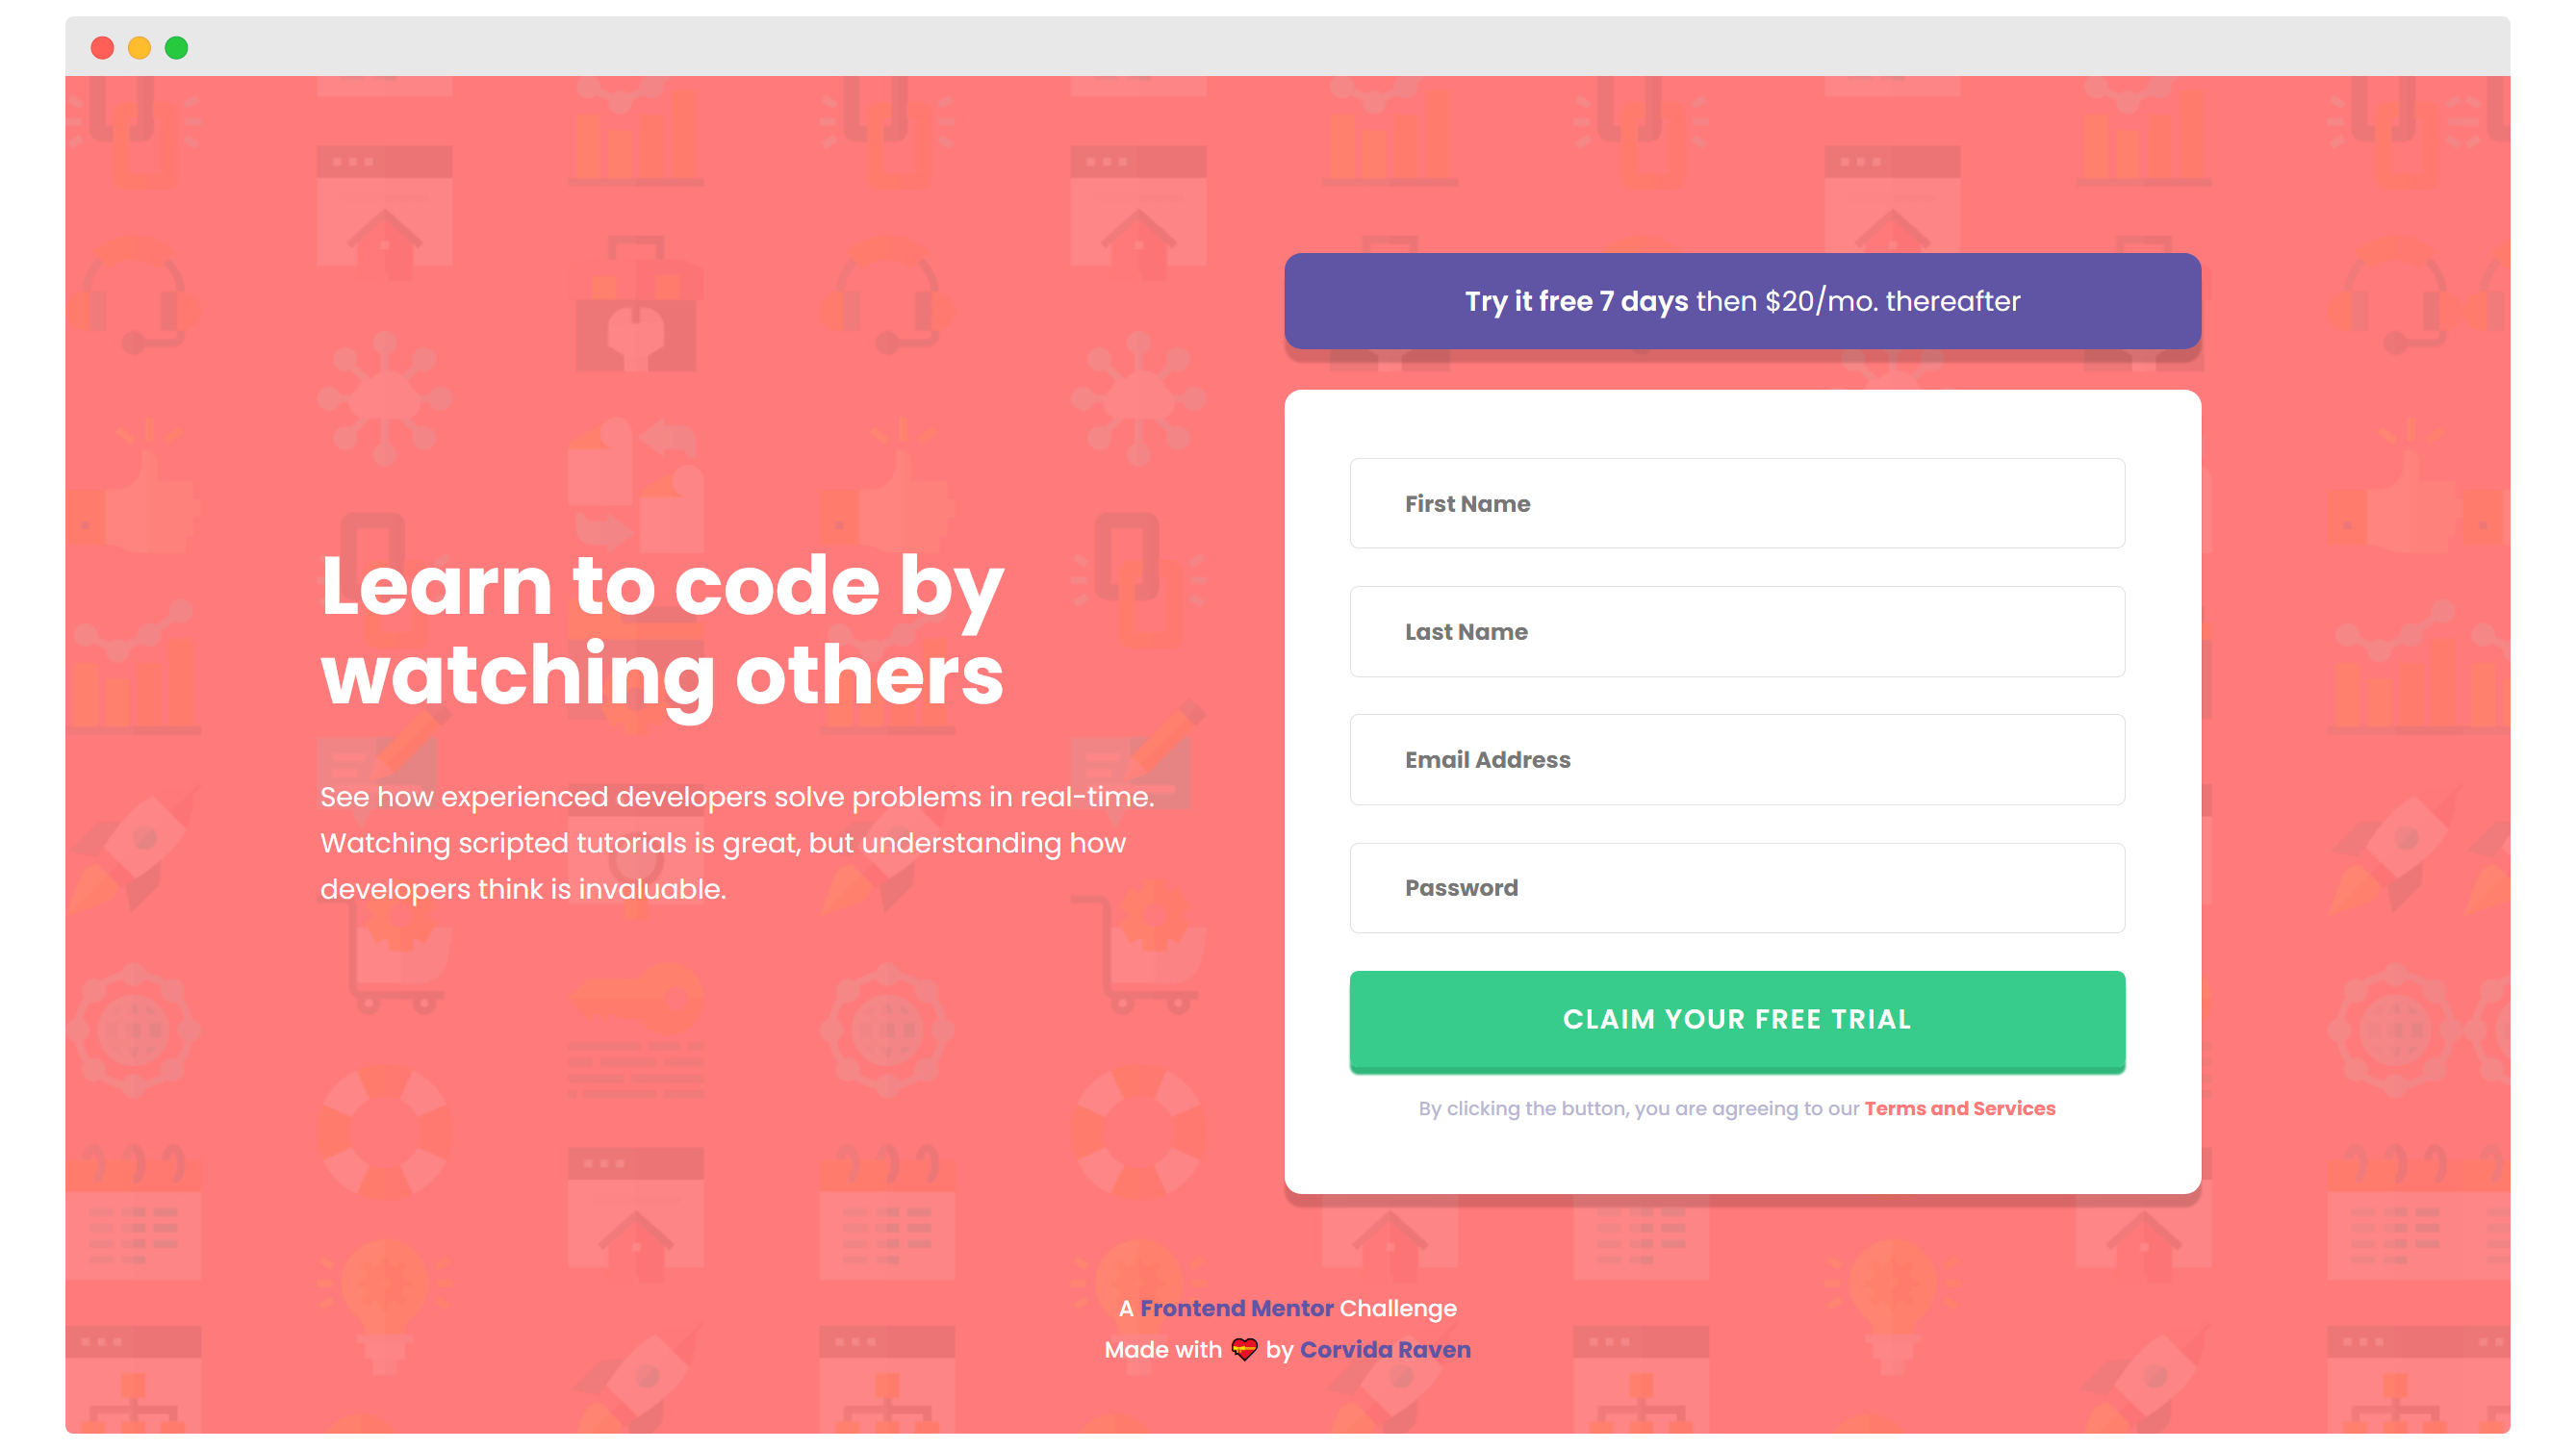 Learn to code by
watching others
See how experienced developers solve problems in real-time.
Watching scripted tutorials is great, but understanding how
developers think is invaluable.
Try it free 7 days then $20/mo. thereafter
First Name
Last Name
Email Address
Password
CLAIM YOUR FREE TRIAL
By clicking the button, you are agreeing to our Terms and Services
A Frontend Mentor Challenge
Made with 💝 by Corvida Raven